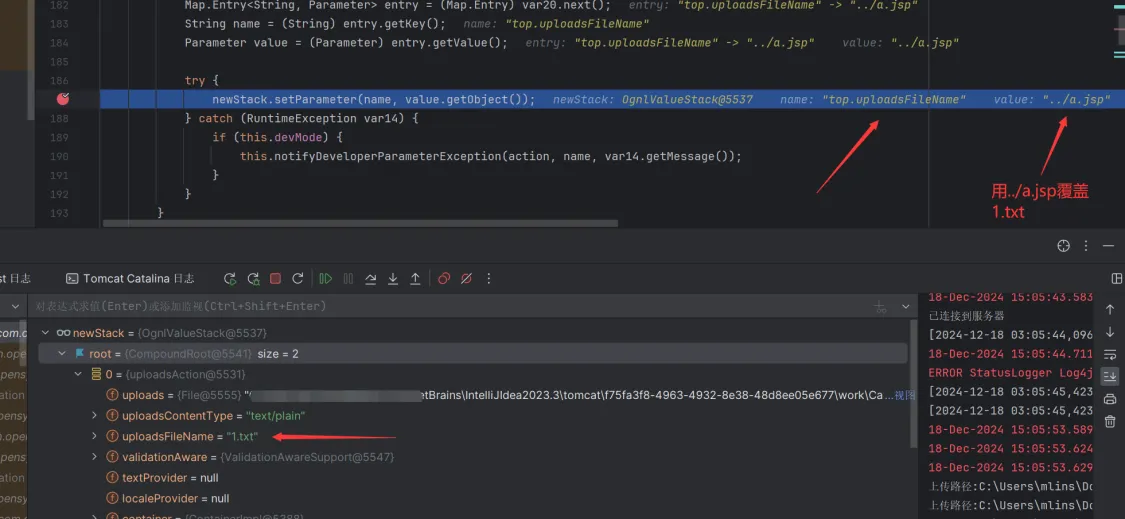 182 Map.Entry<String, Parameter> entry = (Map.Entry) var20.next(); entry: "top.uploadsFileName" -> "../a.jsp"
183 String name = (String) entry.getKey(); name: "top.uploadsFileName"
184 Parameter value = (Parameter) entry.getValue(); entry: "top.uploadsFileName" -> "../a.jsp" value: "../a.jsp"
185
186 try {
newStack.setParameter(name, value.getObject()); newStack: OgnlValueStack@5537 name: "top.uploadsFileName" value: "../a.jsp"
188 } catch (RuntimeException var14) {
189 if (this.devMode) {
190 this.notifyDeveloperParameterException(action, name, var14.getMessage());
191 }
192 }
193 }
用../a.jsp覆盖
1.txt
st 日志 Tomcat Catalina 日志
对表达式求值(Enter)或添加监视(Ctrl+Shift+Enter)
newStack = {OgnlValueStack@5537}
root = {CompoundRoot@5541} size = 2
0 = {uploadsAction@5531}
uploads = {File@5555} "etBrains\IntelliJIdea2023.3\tomcat\f75fa3f8-4963-4932-8e38-48d8ee05e677\work\Ca... 视图
uploadsContentType = "text/plain"
uploadsFileName = "1.txt"
validationAware = {ValidationAwareSupport@5547}
textProvider = null
localeProvider = null
container = {ContainerImpl@5388}
com.o
n.open
pensy
ation
opensy
.opens
ation
ensyn
n.open
18-Dec-2024 15:05:43.583
已连接到服务器
[2024-12-18 03:05:44,096
18-Dec-2024 15:05:44.711
ERROR StatusLogger Log4j
[2024-12-18 03:05:45,423
[2024-12-18 03:05:45,423
18-Dec-2024 15:05:53.589
18-Dec-2024 15:05:53.624
18-Dec-2024 15:05:53.629
上传路径:C:\Users\mlins\Do
上传路径:C:\Users\mlins\Do